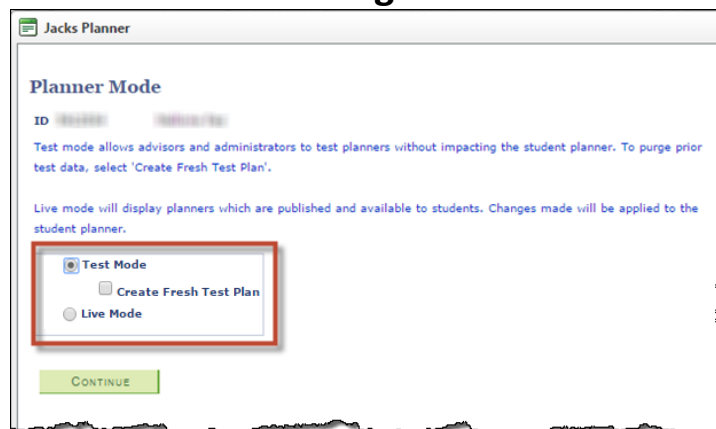 Jacks Planner
Planner Mode
ID
Test mode allows advisors and administrators to test planners without impacting the student planner. To purge prior
test data, select 'Create Fresh Test Plan'.
Live mode will display planners which are published and available to students. Changes made will be applied to the
student planner.
Test Mode
Create Fresh Test Plan
Live Mode
CONTINUE